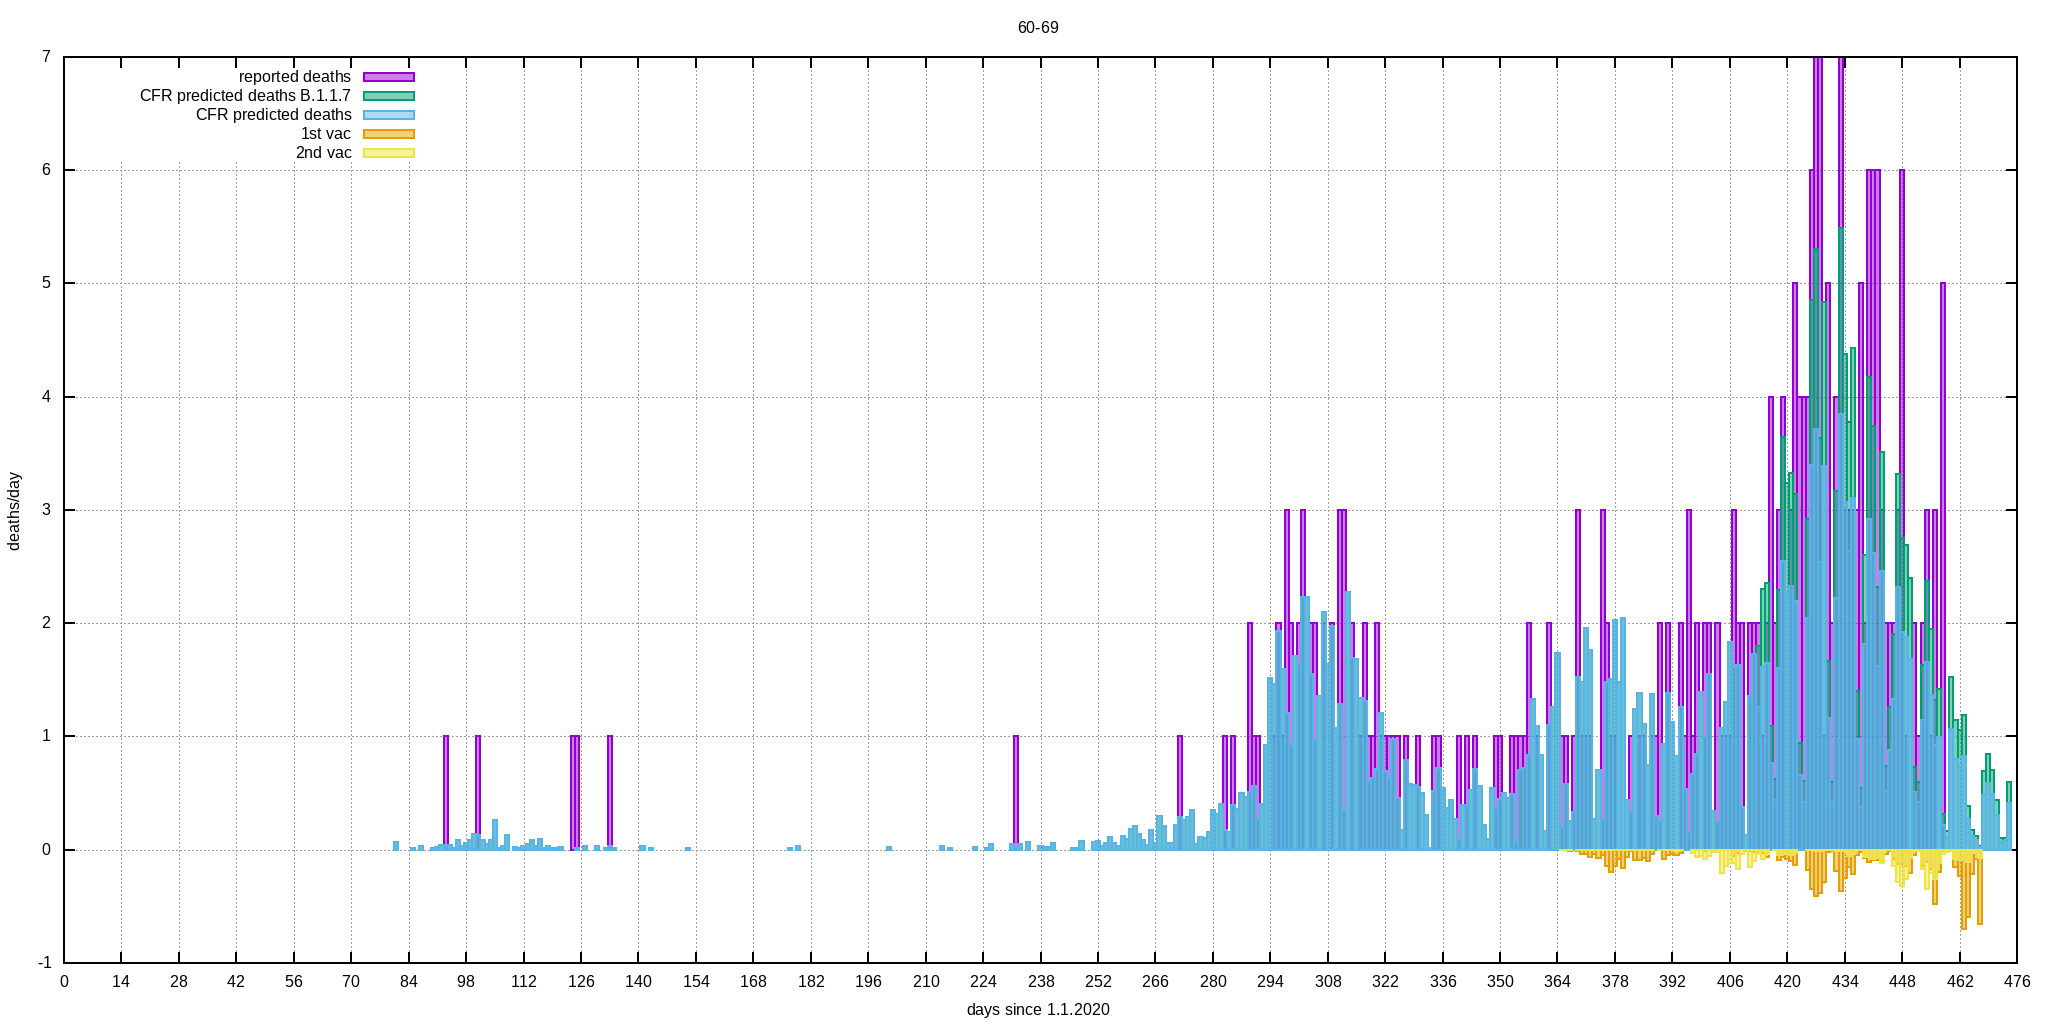 60-69
reported deaths
CFR predicted deaths B.1.1.7
CFR predicted deaths
1st vac
2nd vac
7
6
5
4
3
2
1
0
-1
deaths/day
0 14 28 42 56 70 84 98 112 126 140 154 168 182 196 210 224 238 252 266 280 294 308 322 336 350 364 378 392 406 420 434 448 462 476
days since 1.1.2020